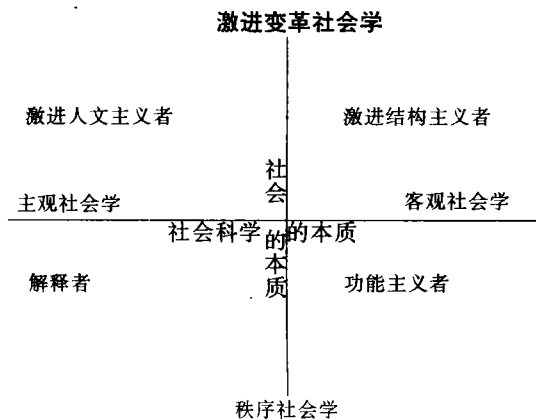 激进变革社会学
激进人文主义者
激进结构主义者
主观社会学
客观社会学
社会科学的本质
社会的本质
解释者
功能主义者
秩序社会学